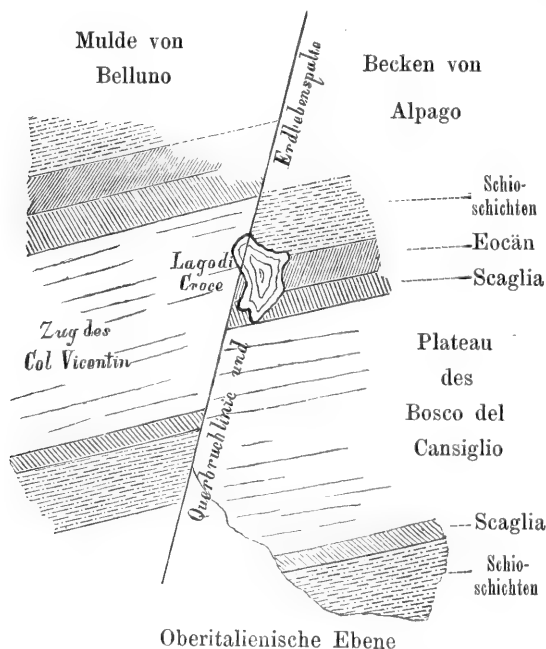 Mulde von
Belluno
Becken von
Alpago
Schio-
schichten
Eocän
Scaglia
Lago di
Croce
Zug des
Col Vicentin
Querbruchlinie und Erdbebenspalte
Plateau
des
Bosco del
Cansiglio
Scaglia
Schio-
schichten
Oberitalienische Ebene